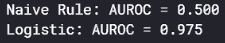 Naive Rule: AUROC = 0.500
Logistic: AUROC = 0.975